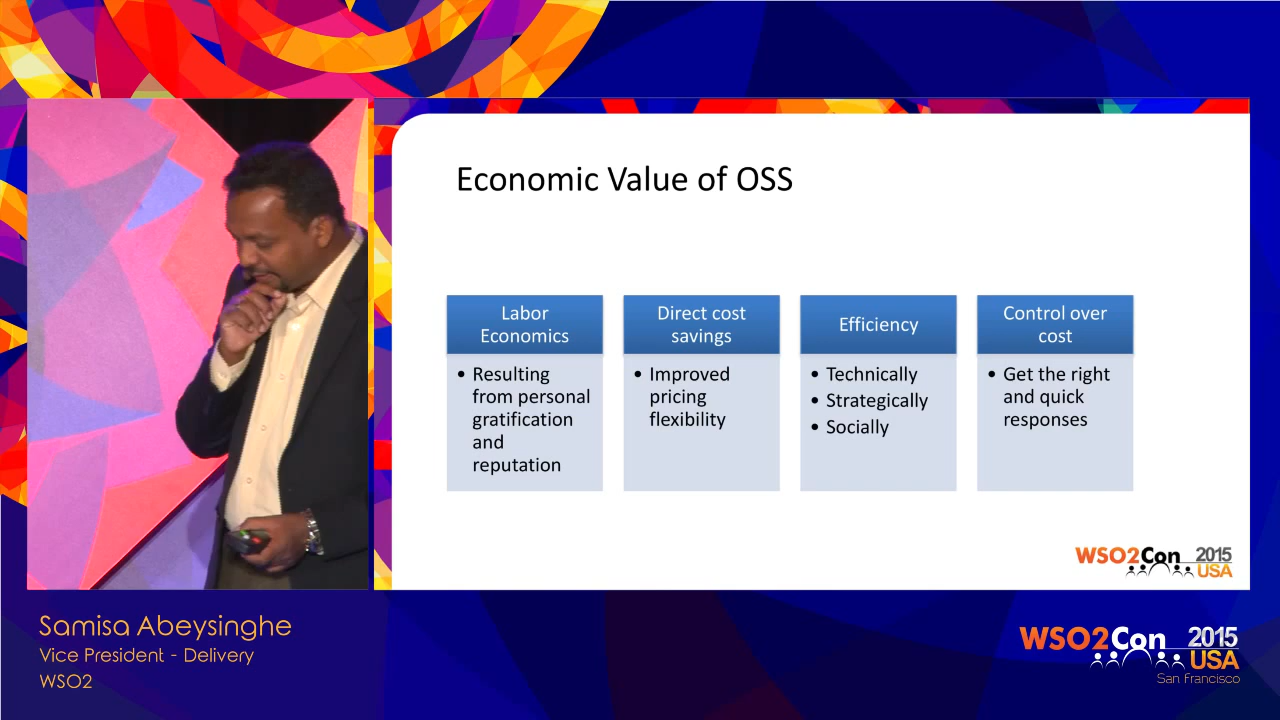 Economic Value of OSS
Labor
Economics
• Resulting
from personal
gratification
and
reputation
Direct cost
savings
• Improved
pricing
flexibility
Efficiency
• Technically
• Strategically
• Socially
Control over
cost
• Get the right
and quick
responses
WSO2Con 2015
USA
Samisa Abeysinghe
Vice President - Delivery
WSO2
WSO2Con 2015
USA
San Francisco